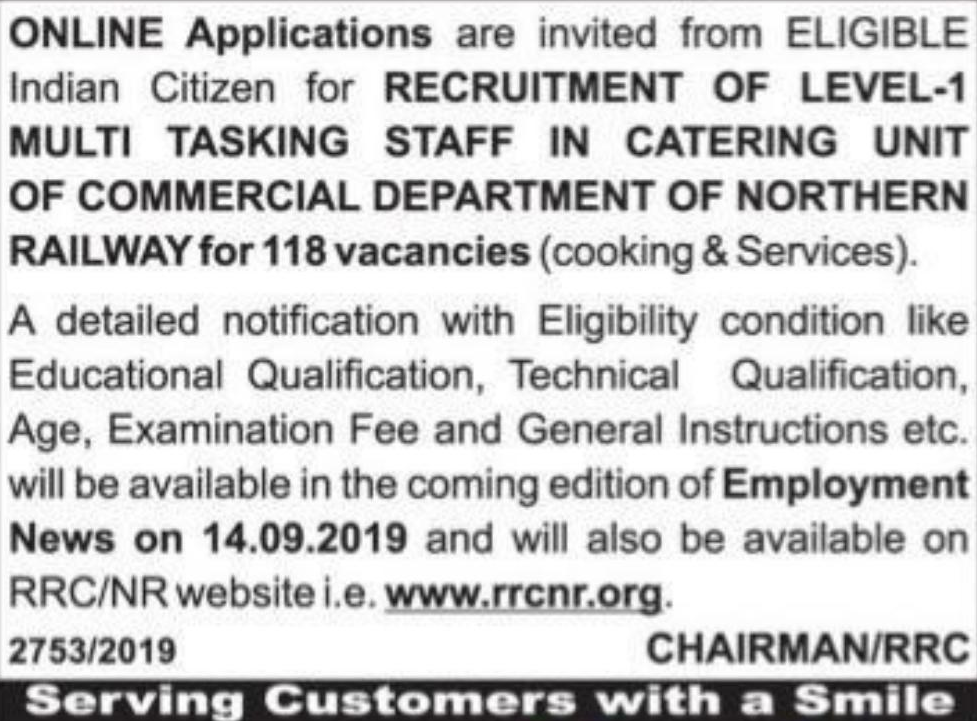 ONLINE Applications are invited from ELIGIBLE
Indian Citizen for RECRUITMENT OF LEVEL-1
MULTI TASKING STAFF IN CATERING UNIT
OF COMMERCIAL DEPARTMENT OF NORTHERN
RAILWAY for 118 vacancies (cooking & Services).
A detailed notification with Eligibility condition like
Educational Qualification, Technical Qualification,
Age, Examination Fee and General Instructions etc.
will be available in the coming edition of Employment
News on 14.09.2019 and will also be available on
RRC/NR website i.e. www.rrcnr.org.
2753/2019 CHAIRMAN/RRC
Serving Customers with a Smile